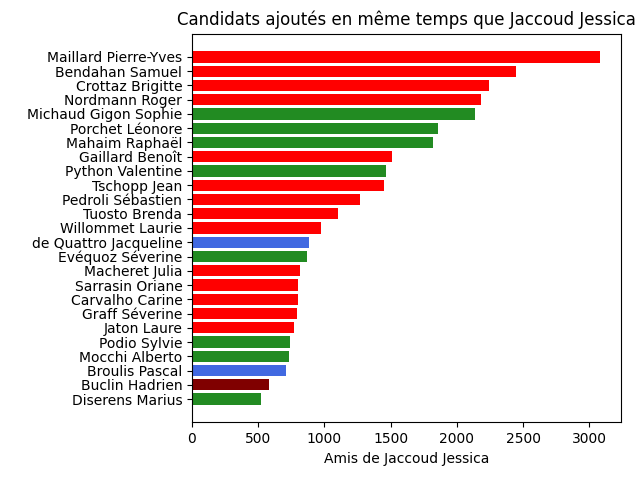 Candidats ajoutés en même temps que Jaccoud Jessica
Maillard Pierre-Yves
Bendahan Samuel
Crottaz Brigitte
Nordmann Roger
Michaud Gigon Sophie
Porchet Léonore
Mahaim Raphaël
Gaillard Benoît
Python Valentine
Tschopp Jean
Pedroli Sébastien
Tuosto Brenda
Willommet Laurie
de Quattro Jacqueline
Evéquoz Séverine
Macheret Julia
Sarrasin Oriane
Carvalho Carine
Graff Séverine
Jaton Laure
Podio Sylvie
Mocchi Alberto
Broulis Pascal
Buclin Hadrien
Diserens Marius
0 500 1000 1500 2000 2500 3000
Amis de Jaccoud Jessica